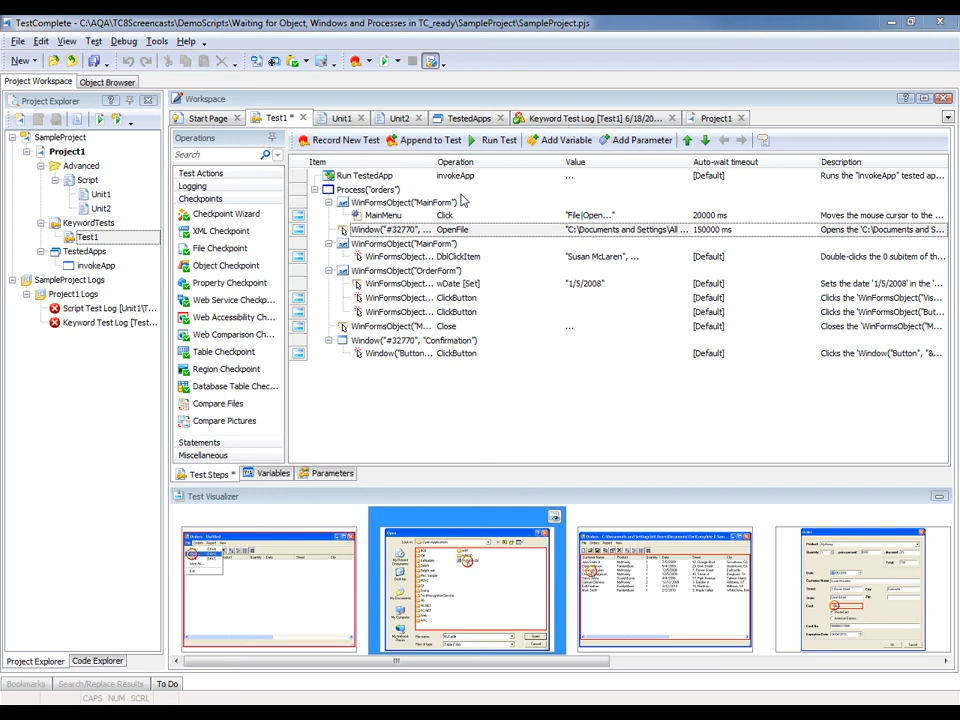 TestComplete - C:\AQA\TC8Screencasts\DemoScripts\Waiting for Object, Windows and Processes in TC_ready\SampleProject\SampleProject.pjs
File Edit View Test Debug Tools Help
New
Project Workspace Object Browser
Project Explorer
SampleProject
Project1
Advanced
Script
Unit1
Unit2
KeywordTests
Test1
TestedApps
invokeApp
SampleProject Logs
Project1 Logs
Script Test Log [Unit1\T...
Keyword Test Log [Test...
Project Explorer Code Explorer
Workspace
Start Page Test1 * Unit1 Unit2 TestedApps Keyword Test Log [Test1] 6/18/20... Project1
Operations
Search
Test Actions
Logging
Checkpoints
Checkpoint Wizard
XML Checkpoint
File Checkpoint
Object Checkpoint
Property Checkpoint
Web Service Checkp...
Web Accessibility Ch...
Web Comparison Ch...
Table Checkpoint
Region Checkpoint
Database Table Chec...
Compare Files
Compare Pictures
Statements
Miscellaneous
Record New Test Append to Test Run Test Add Variable Add Parameter
Item Operation Value Auto-wait timeout Description
Run TestedApp invokeApp ... [Default] Runs the "invokeApp" tested ap...
Process("orders")
WinFormsObject("MainForm")
MainMenu Click "File|Open..." 20000 ms Moves the mouse cursor to the...
Window("#32770", ... OpenFile "C:\Documents and Settings\All ... 150000 ms Opens the 'C:\Documents and S...
WinFormsObject("MainForm")
WinFormsObjec... DblClickItem "Susan McLaren", ... [Default] Double-clicks the 0 subitem of th...
WinFormsObject("OrderForm")
WinFormsObjec... wDate [Set] "1/5/2008" [Default] Sets the date '1/5/2008' in the '...
WinFormsObjec... ClickButton [Default] Clicks the 'WinFormsObject("Vis...
WinFormsObjec... ClickButton [Default] Clicks the 'WinFormsObject("Bu...
WinFormsObject("M... Close ... [Default] Closes the 'WinFormsObject("M...
Window("#32770", "Confirmation")
Window("Button... ClickButton [Default] Clicks the 'Window("Button", "&...
Test Steps * Variables Parameters
Test Visualizer
Bookmarks Search/Replace Results To Do
CAPS NUM SCRL